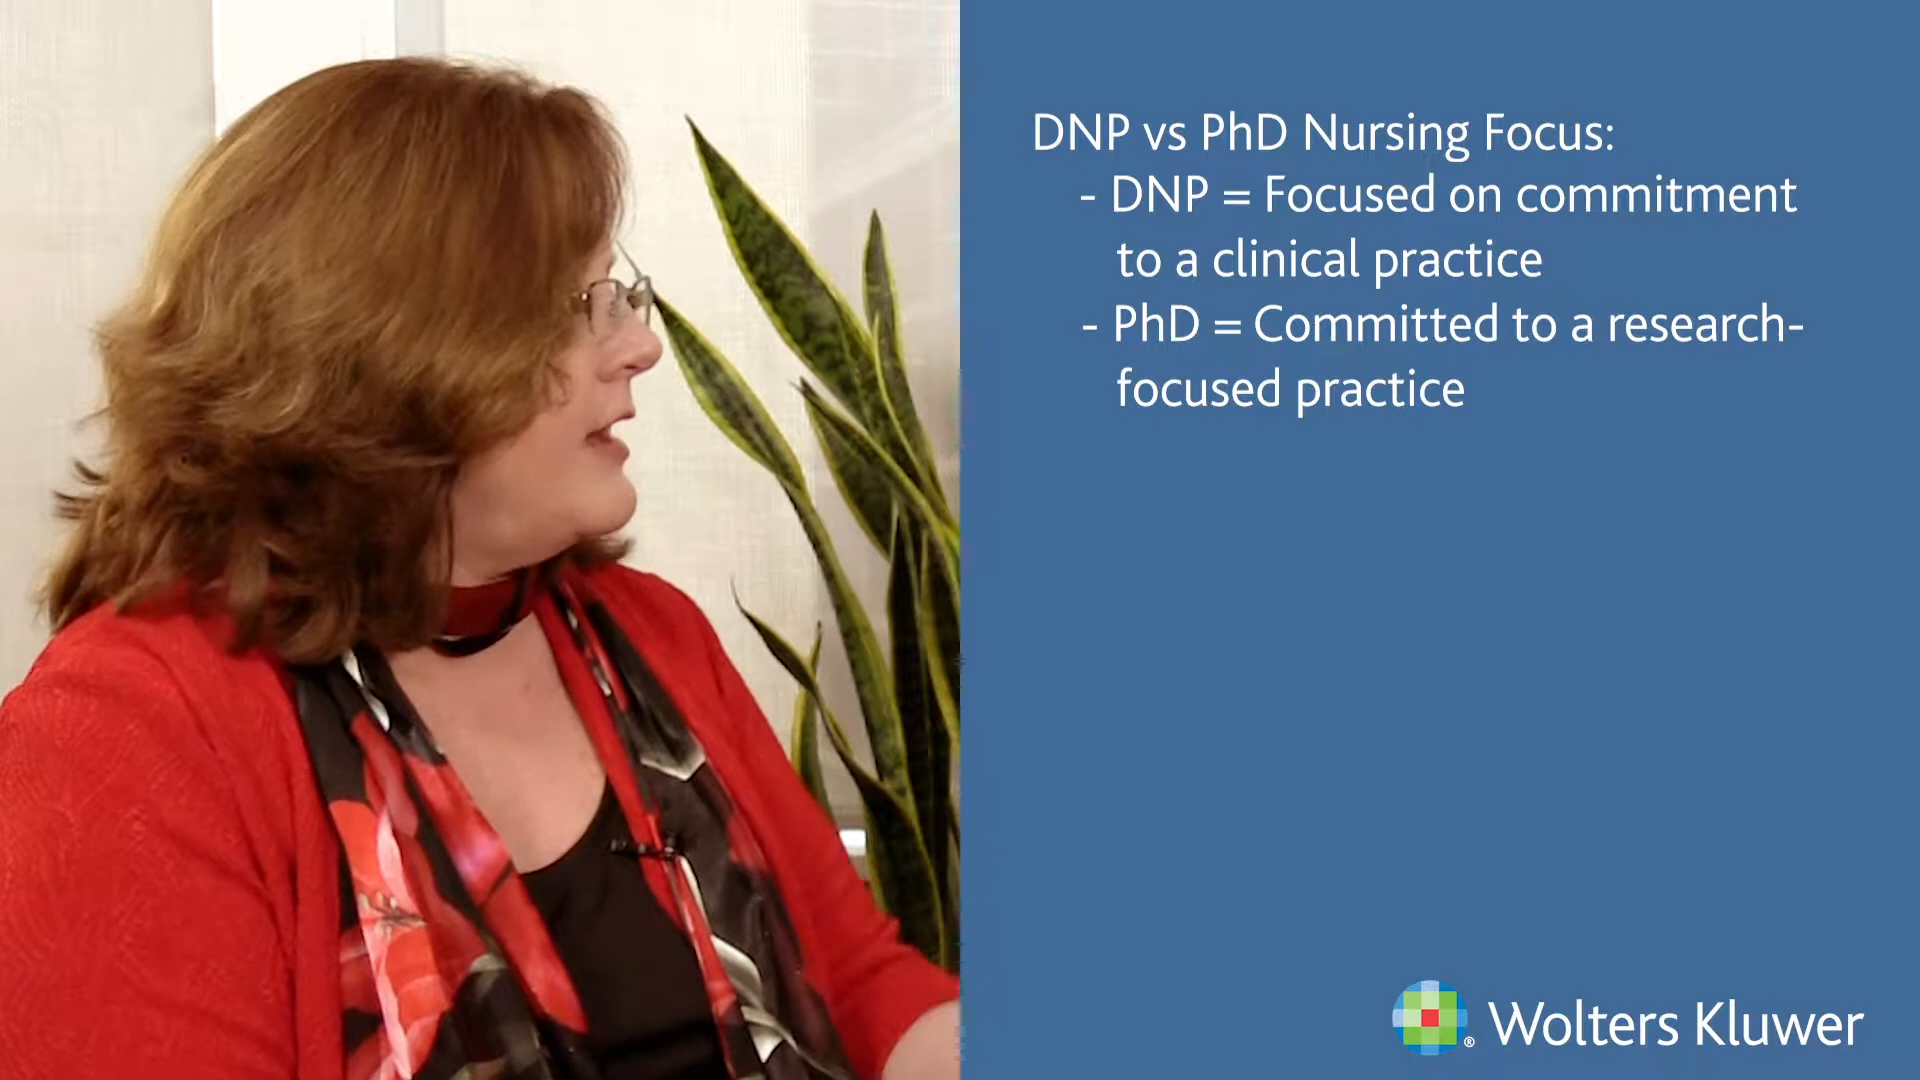 DNP vs PhD Nursing Focus:
- DNP = Focused on commitment
to a clinical practice
- PhD = Committed to a research-
focused practice
® Wolters Kluwer